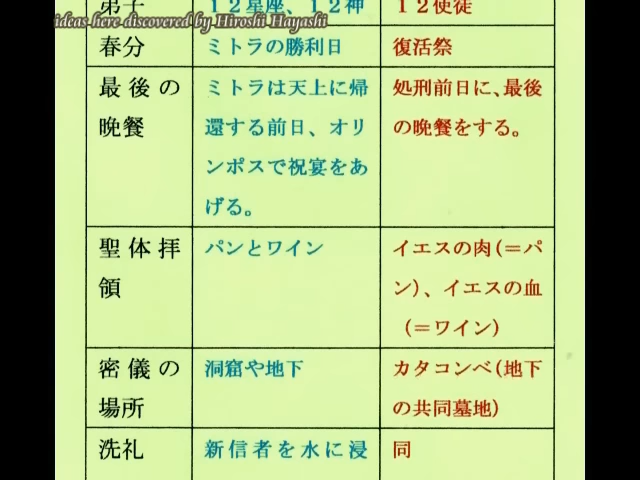 ideas here discovered by Hiroshi Hayashi
弟子 １２星座、１２神 １２使徒
春分 ミトラの勝利日 復活祭
最後の ミトラは天上に帰 処刑前日に、最後
晩餐 還する前日、オリ の晩餐をする。
ンポスで祝宴をあ
げる。
聖体拝 パンとワイン イエスの肉(＝パ
領 ン)、イエスの血
(＝ワイン)
密儀の 洞窟や地下 カタコンベ(地下
場所 の共同墓地)
洗礼 新信者を水に浸 同